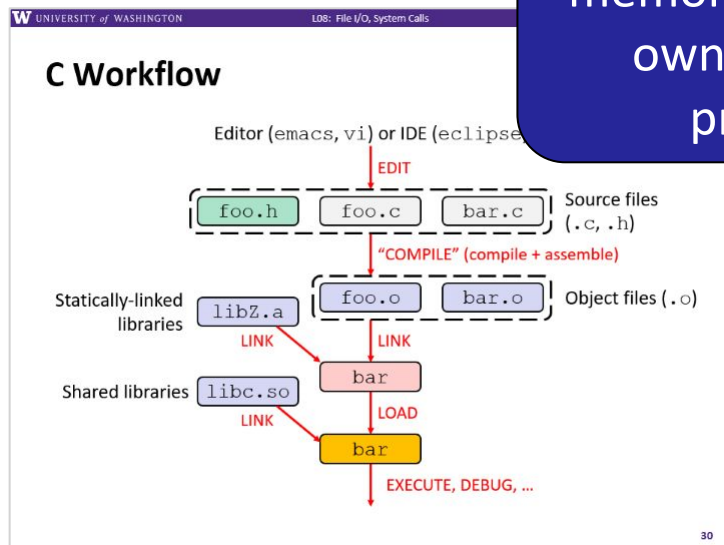 W UNIVERSITY of WASHINGTON
L08: File I/O, System Calls
own
C Workflow
Editor (emacs, vi) or IDE (eclipse,
EDIT
foo.h foo.c bar.c
Source files
(.c, .h)
"COMPILE" (compile + assemble)
foo.o bar.o
Object files (.o)
Statically-linked
libraries
libZ.a
LINK
LINK
bar
Shared libraries
libc.so
LINK
LOAD
bar
EXECUTE, DEBUG, ...
30